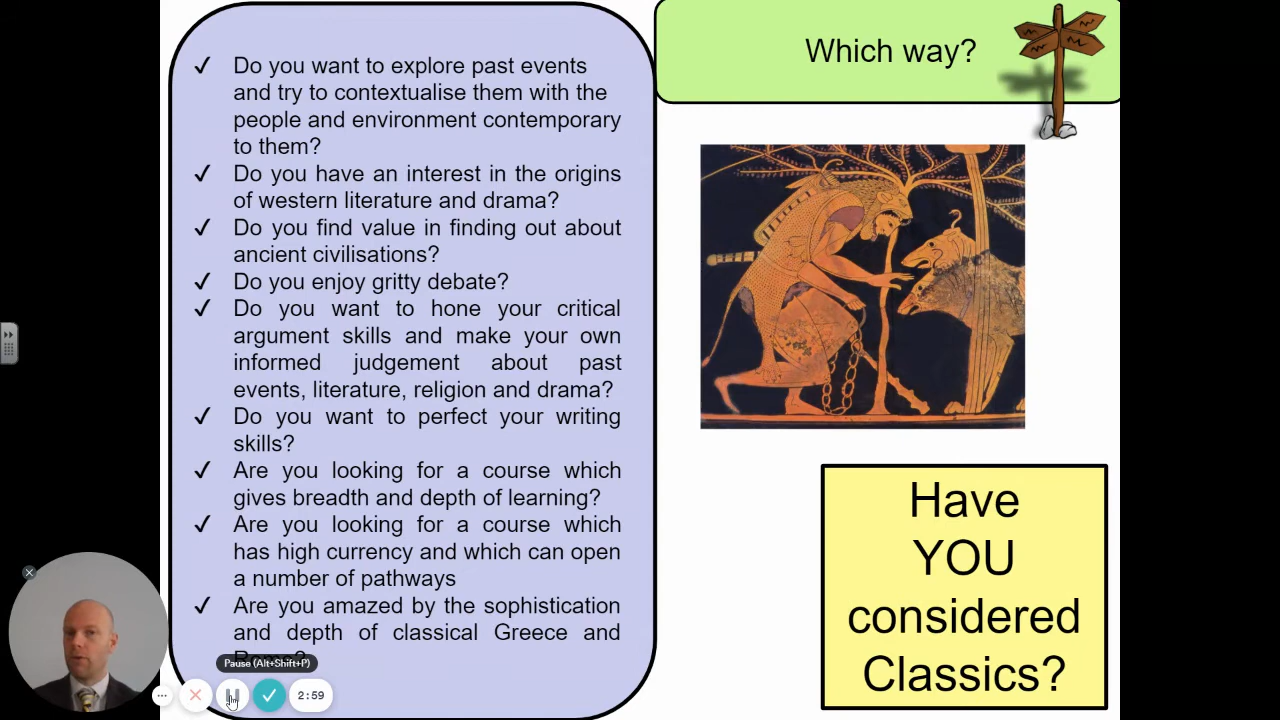 ✓ Do you want to explore past events
and try to contextualise them with the
people and environment contemporary
to them?
✓ Do you have an interest in the origins
of western literature and drama?
✓ Do you find value in finding out about
ancient civilisations?
✓ Do you enjoy gritty debate?
✓ Do you want to hone your critical
argument skills and make your own
informed judgement about past
events, literature, religion and drama?
✓ Do you want to perfect your writing
skills?
✓ Are you looking for a course which
gives breadth and depth of learning?
✓ Are you looking for a course which
has high currency and which can open
a number of pathways
✓ Are you amazed by the sophistication
and depth of classical Greece and
Pause (Alt+Shift+P)
2:59
Which way?
Have
YOU
considered
Classics?